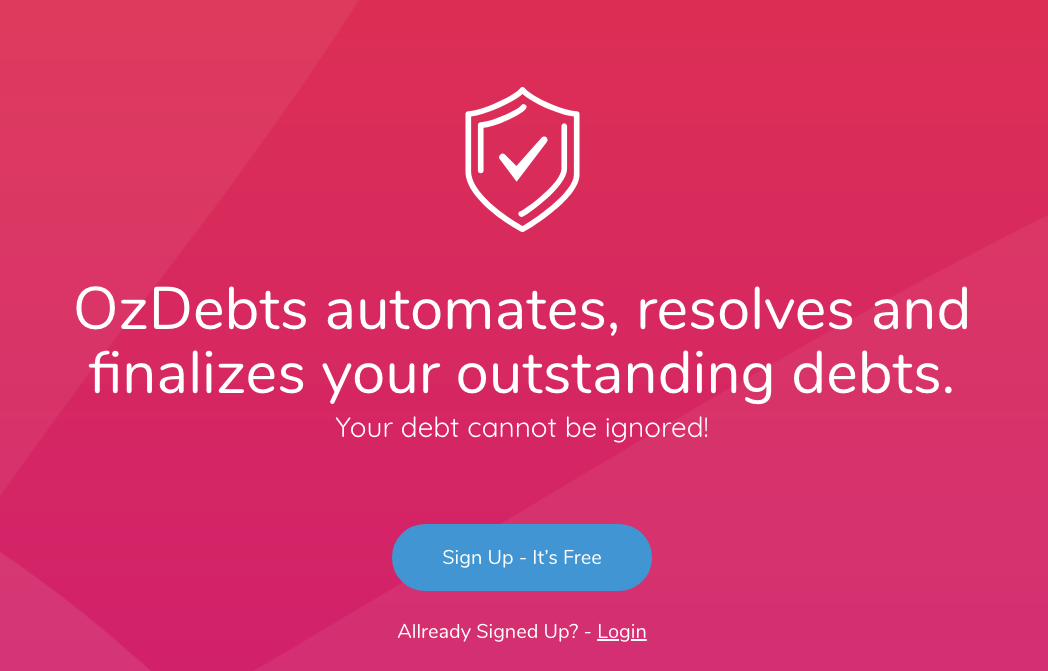 OzDebts automates, resolves and
finalizes your outstanding debts.
Your debt cannot be ignored!
Sign Up - It's Free
Allready Signed Up? - Login